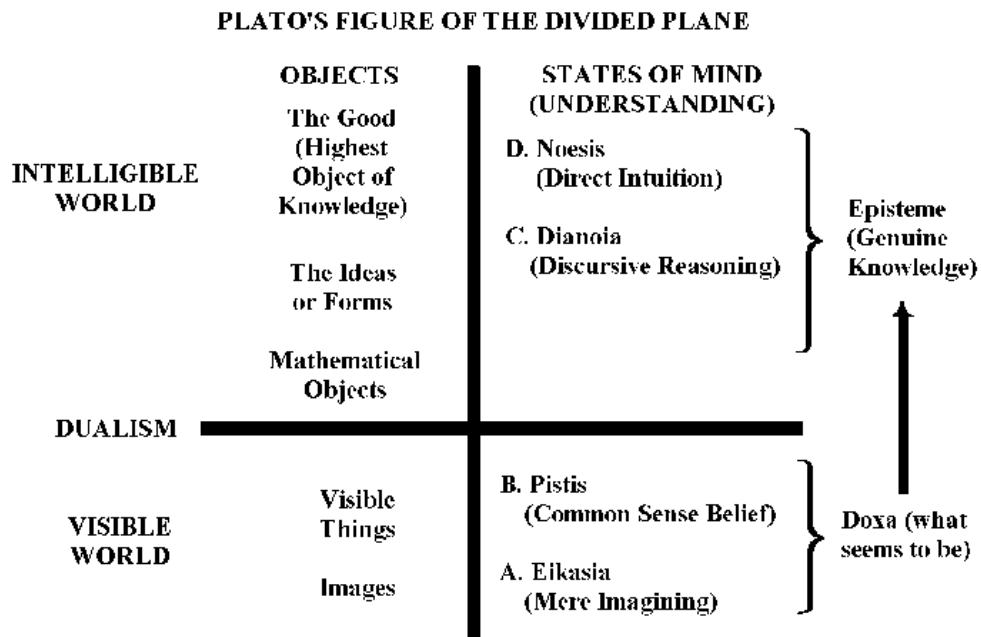 PLATO'S FIGURE OF THE DIVIDED PLANE
OBJECTS
STATES OF MIND
(UNDERSTANDING)
INTELLIGIBLE
WORLD
The Good
(Highest
Object of
Knowledge)
The Ideas
or Forms
Mathematical
Objects
D. Noesis
(Direct Intuition)
C. Dianoia
(Discursive Reasoning)
Episteme
(Genuine
Knowledge)
DUALISM
VISIBLE
WORLD
Visible
Things
Images
B. Pistis
(Common Sense Belief)
A. Eikasia
(Mere Imagining)
Doxa (what
seems to be)